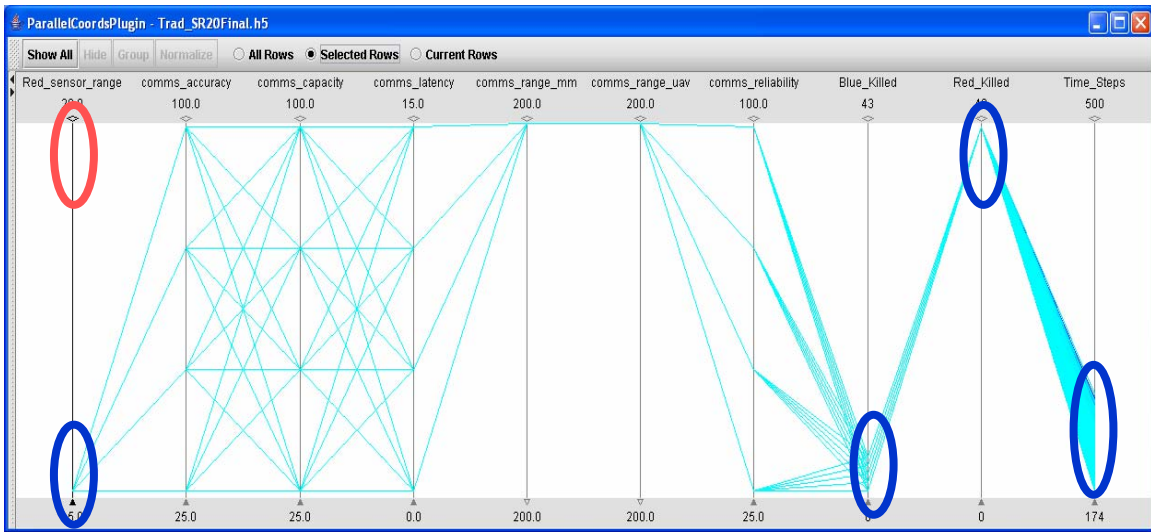 ParallelCoordsPlugin - Trad_SR20Final.h5
Show All Hide Group Normalize All Rows Selected Rows Current Rows
Red_sensor_range comms_accuracy comms_capacity comms_latency comms_range_mm comms_range_uav comms_reliability Blue_Killed Red_Killed Time_Steps
100.0 100.0 15.0 200.0 200.0 100.0 43 500
25.0 25.0 0.0 200.0 200.0 25.0 0 174